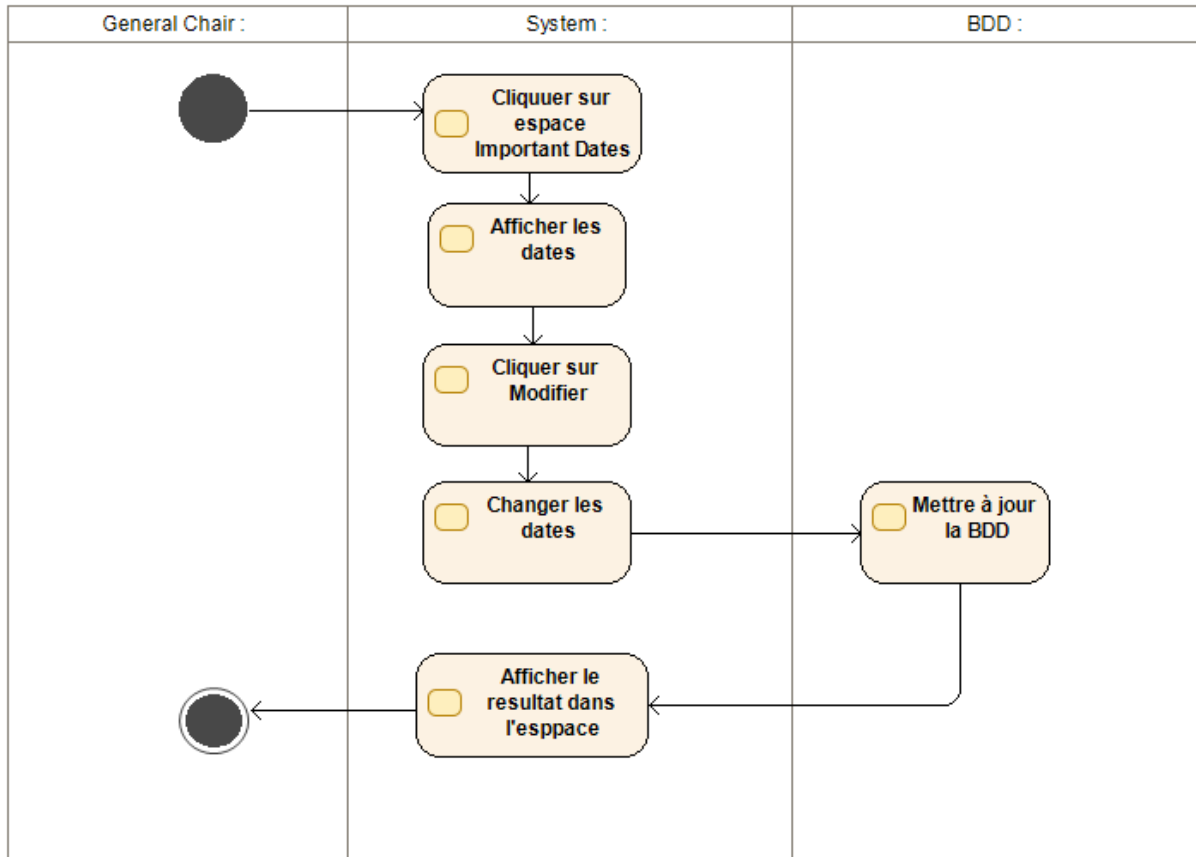 General Chair :
System :
BDD :
Cliquuer sur
espace
Important Dates
Afficher les
dates
Cliquer sur
Modifier
Changer les
dates
Mettre à jour
la BDD
Afficher le
resultat dans
l'esppace